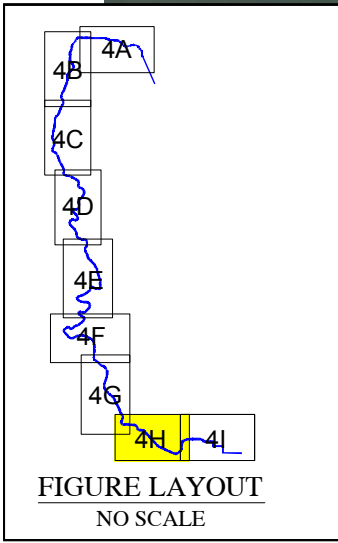 4A
4B
4C
4D
4E
4F
4G
4H 4I
FIGURE LAYOUT
NO SCALE